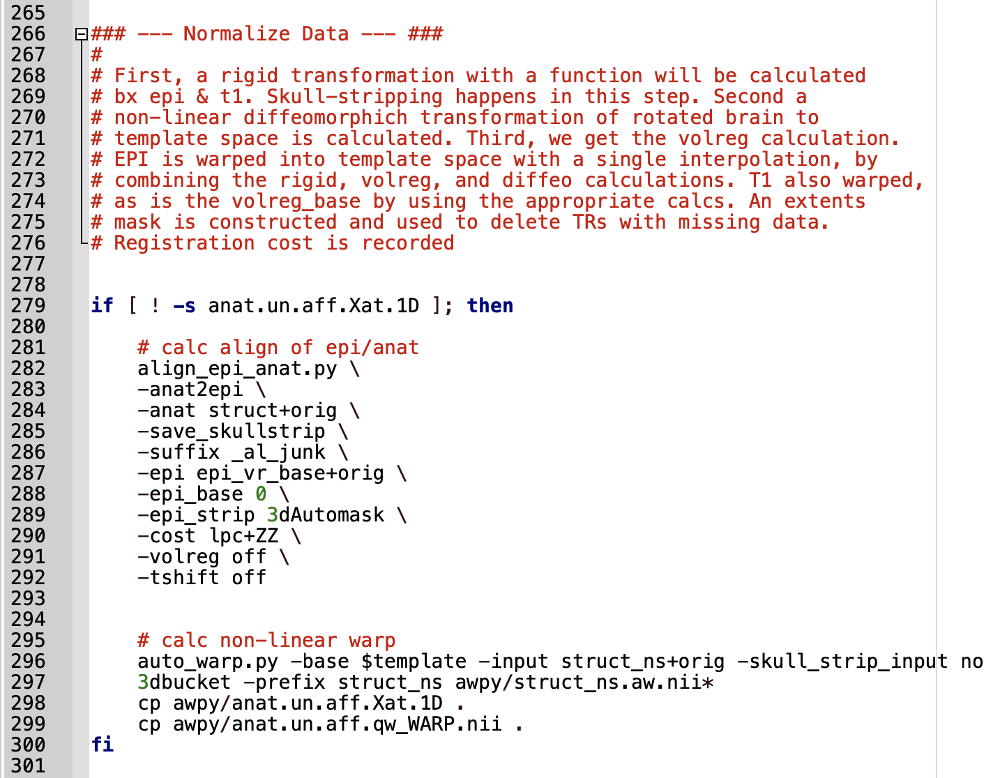 265
266 ### --- Normalize Data --- ###
267 #
268 # First, a rigid transformation with a function will be calculated
269 # bx epi & t1. Skull-stripping happens in this step. Second a
270 # non-linear diffeomorphich transformation of rotated brain to
271 # template space is calculated. Third, we get the volreg calculation.
272 # EPI is warped into template space with a single interpolation, by
273 # combining the rigid, volreg, and diffeo calculations. T1 also warped,
274 # as is the volreg_base by using the appropriate calcs. An extents
275 # mask is constructed and used to delete TRs with missing data.
276 # Registration cost is recorded
277
278
279 if [ ! -s anat.un.aff.Xat.1D ]; then
280
281     # calc align of epi/anat
282     align_epi_anat.py \
283     -anat2epi \
284     -anat struct+orig \
285     -save_skullstrip \
286     -suffix _al_junk \
287     -epi epi_vr_base+orig \
288     -epi_base 0 \
289     -epi_strip 3dAutomask \
290     -cost lpc+ZZ \
291     -volreg off \
292     -tshift off
293
294
295     # calc non-linear warp
296     auto_warp.py -base $template -input struct_ns+orig -skull_strip_input no
297     3dbucket -prefix struct_ns awpy/struct_ns.aw.nii*
298     cp awpy/anat.un.aff.Xat.1D .
299     cp awpy/anat.un.aff.qw_WARP.nii .
300 fi
301